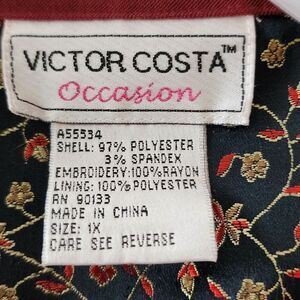 VICTOR COSTA™
Occasion
A55534
SHELL: 97% POLYESTER
3% SPANDEX
EMBROIDERY:100%RAYON
LINING: 100% POLYESTER
RN 90133
MADE IN CHINA
SIZE: 1X
CARE SEE REVERSE